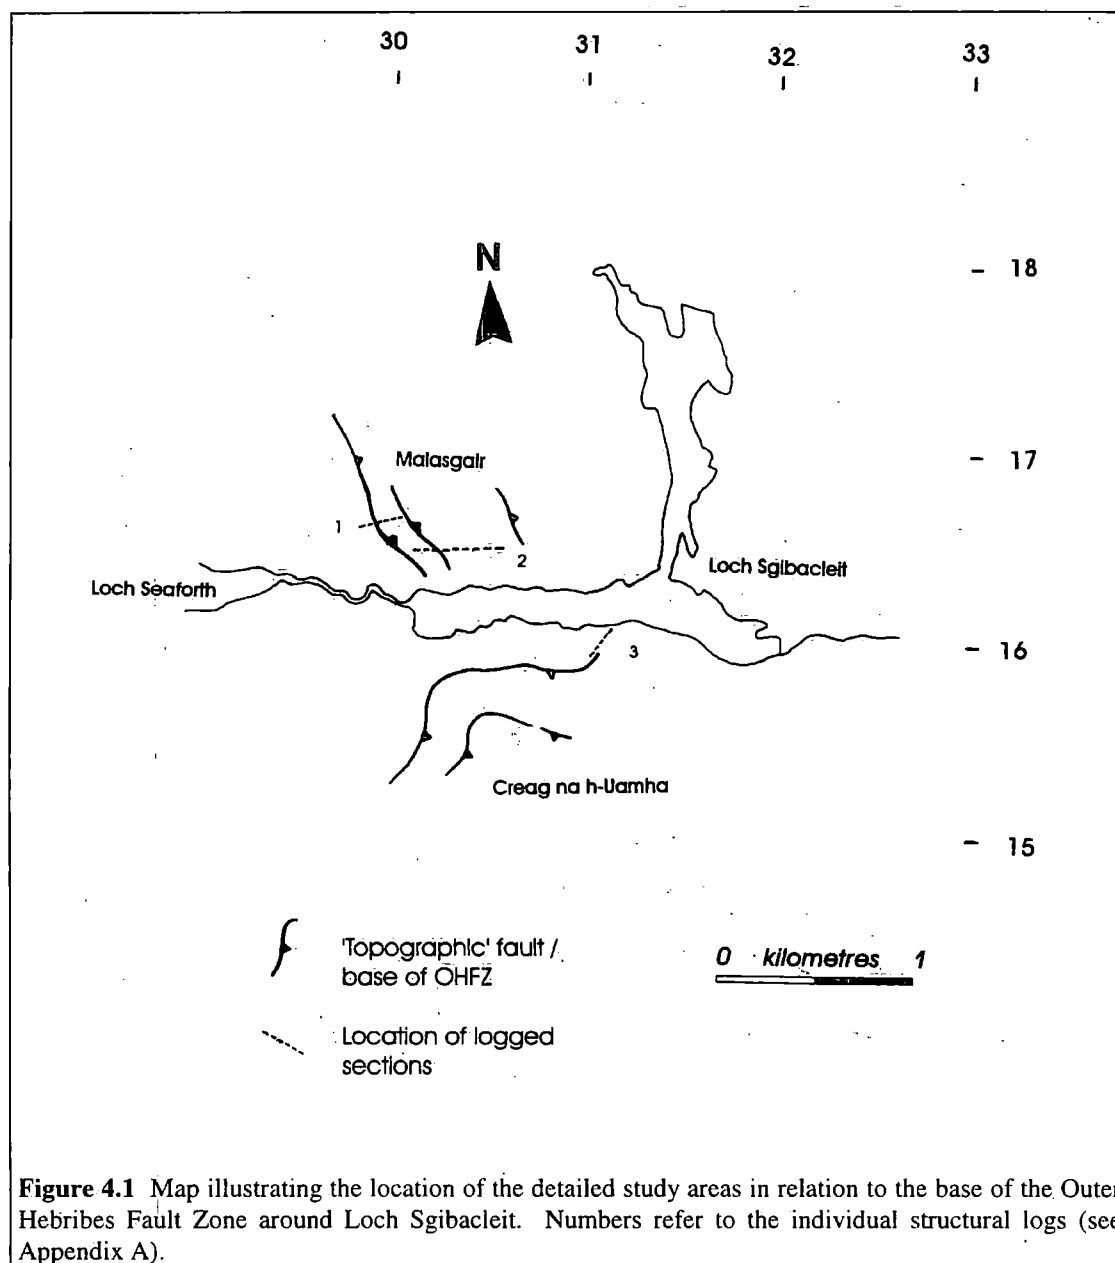 30 31 32 33
N
18
Malasgair
17
1
2
Loch Seaforth
Loch Sgibacleit
3
16
Creag na h-Uamha
15
'Topographic' fault /
base of OHFZ
0 kilometres 1
Location of logged
sections
Figure 4.1 Map illustrating the location of the detailed study areas in relation to the base of the Outer
Hebribes Fault Zone around Loch Sgibacleit. Numbers refer to the individual structural logs (see
Appendix A).